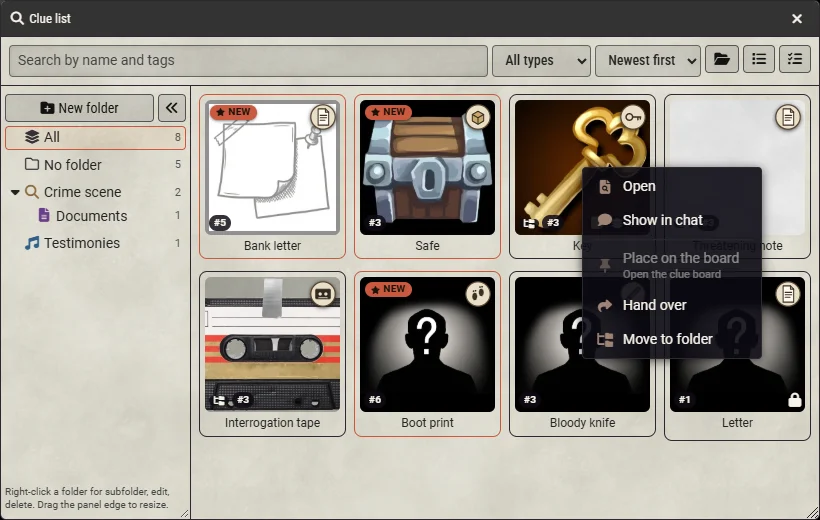 Clue list
Search by name and tags
All types
Newest first
New folder
All
8
No folder
5
Crime scene
2
Documents
1
Testimonies
1
Right-click a folder for subfolder, edit,
delete. Drag the panel edge to resize.
NEW
#5
Bank letter
NEW
#3
Safe
#3
Key
Threatening note
Open
Show in chat
Place on the board
Open the clue board
Hand over
Move to folder
#3
Interrogation tape
NEW
?
#6
Boot print
?
#3
Bloody knife
?
#1
Letter